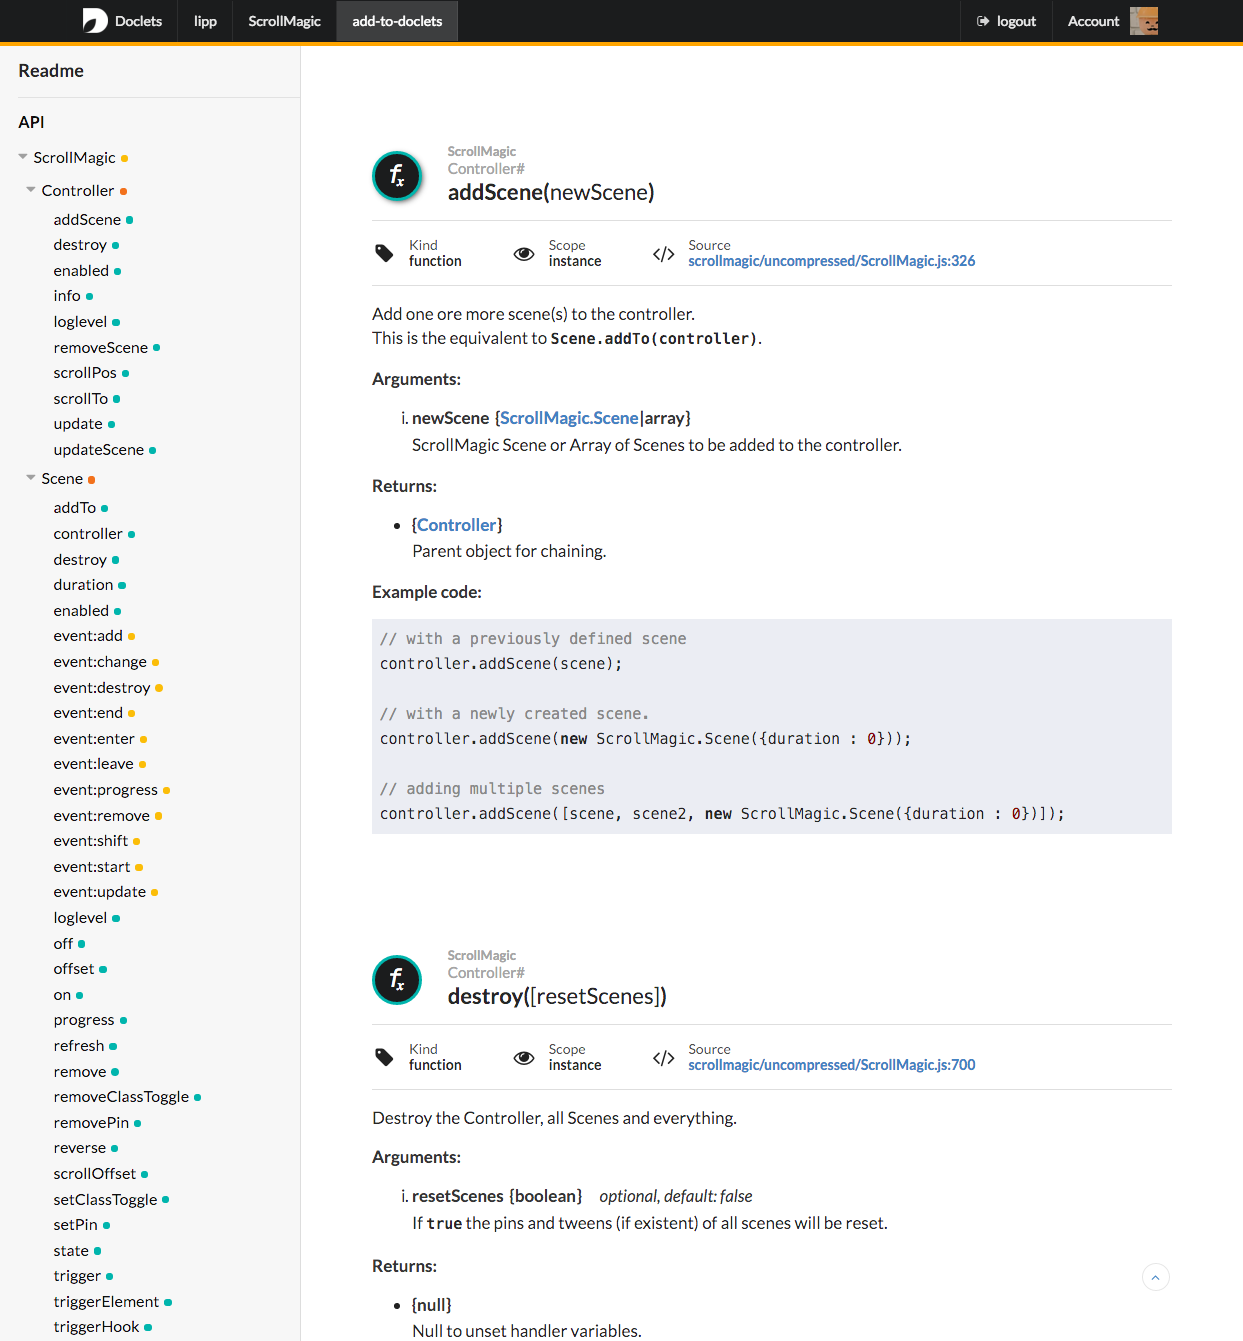 Doclets
lipp
ScrollMagic
add-to-doclets
logout
Account
Readme
API
ScrollMagic
Controller
addScene
destroy
enabled
info
loglevel
removeScene
scrollPos
scrollTo
update
updateScene
Scene
addTo
controller
destroy
duration
enabled
event:add
event:change
event:destroy
event:end
event:enter
event:leave
event:progress
event:remove
event:shift
event:start
event:update
loglevel
off
offset
on
progress
refresh
remove
removeClassToggle
removePin
reverse
scrollOffset
setClassToggle
setPin
state
trigger
triggerElement
triggerHook
fx
ScrollMagic
Controller#
addScene(newScene)
Kind
function
Scope
instance
</> Source
scrollmagic/uncompressed/ScrollMagic.js:326
Add one ore more scene(s) to the controller.
This is the equivalent to Scene.addTo(controller).
Arguments:
i. newScene {ScrollMagic.Scene|array}
ScrollMagic Scene or Array of Scenes to be added to the controller.
Returns:
• {Controller}
Parent object for chaining.
Example code:
// with a previously defined scene
controller.addScene(scene);
// with a newly created scene.
controller.addScene(new ScrollMagic.Scene({duration : 0}));
// adding multiple scenes
controller.addScene([scene, scene2, new ScrollMagic.Scene({duration : 0})]);
fx
ScrollMagic
Controller#
destroy([resetScenes])
Kind
function
Scope
instance
</> Source
scrollmagic/uncompressed/ScrollMagic.js:700
Destroy the Controller, all Scenes and everything.
Arguments:
i. resetScenes {boolean} optional, default: false
If true the pins and tweens (if existent) of all scenes will be reset.
Returns:
• {null}
Null to unset handler variables.